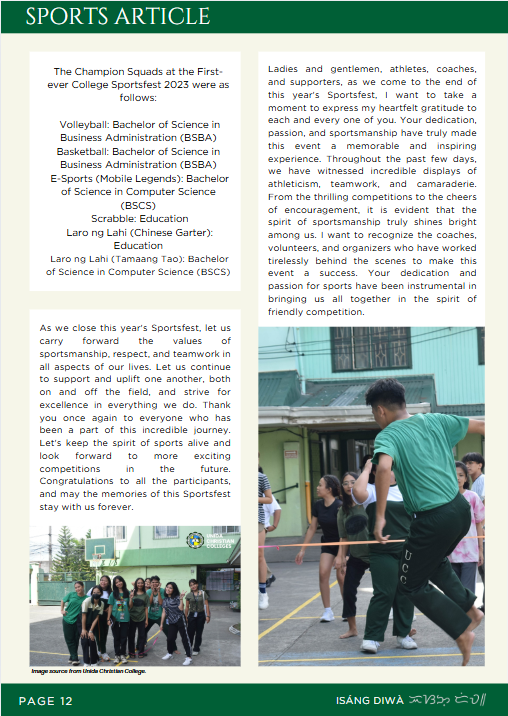 SPORTS ARTICLE
The Champion Squads at the First-
ever College Sportsfest 2023 were as
follows:
Volleyball: Bachelor of Science in
Business Administration (BSBA)
Basketball: Bachelor of Science in
Business Administration (BSBA)
E-Sports (Mobile Legends): Bachelor
of Science in Computer Science
(BSCS)
Scrabble: Education
Laro ng Lahi (Chinese Garter):
Education
Laro ng Lahi (Tamaang Tao): Bachelor
of Science in Computer Science (BSCS)
As we close this year's Sportsfest, let us
carry forward the values of
sportsmanship, respect, and teamwork in
all aspects of our lives. Let us continue
to support and uplift one another, both
on and off the field, and strive for
excellence in everything we do. Thank
you once again to everyone who has
been a part of this incredible journey.
Let's keep the spirit of sports alive and
look forward to more exciting
competitions in the future.
Congratulations to all the participants,
and may the memories of this Sportsfest
stay with us forever.
UNIDA
CHRISTIAN
COLLEGES
Image source from Unida Christian College.
Ladies and gentlemen, athletes, coaches,
and supporters, as we come to the end of
this year's Sportsfest, I want to take a
moment to express my heartfelt gratitude to
each and every one of you. Your dedication,
passion, and sportsmanship have truly made
this event a memorable and inspiring
experience. Throughout the past few days,
we have witnessed incredible displays of
athleticism, teamwork, and camaraderie.
From the thrilling competitions to the cheers
of encouragement, it is evident that the
spirit of sportsmanship truly shines bright
among us. I want to recognize the coaches,
volunteers, and organizers who have worked
tirelessly behind the scenes to make this
event a success. Your dedication and
passion for sports have been instrumental in
bringing us all together in the spirit of
friendly competition.
UCC
PAGE 12
ISÁNG DIWÀ